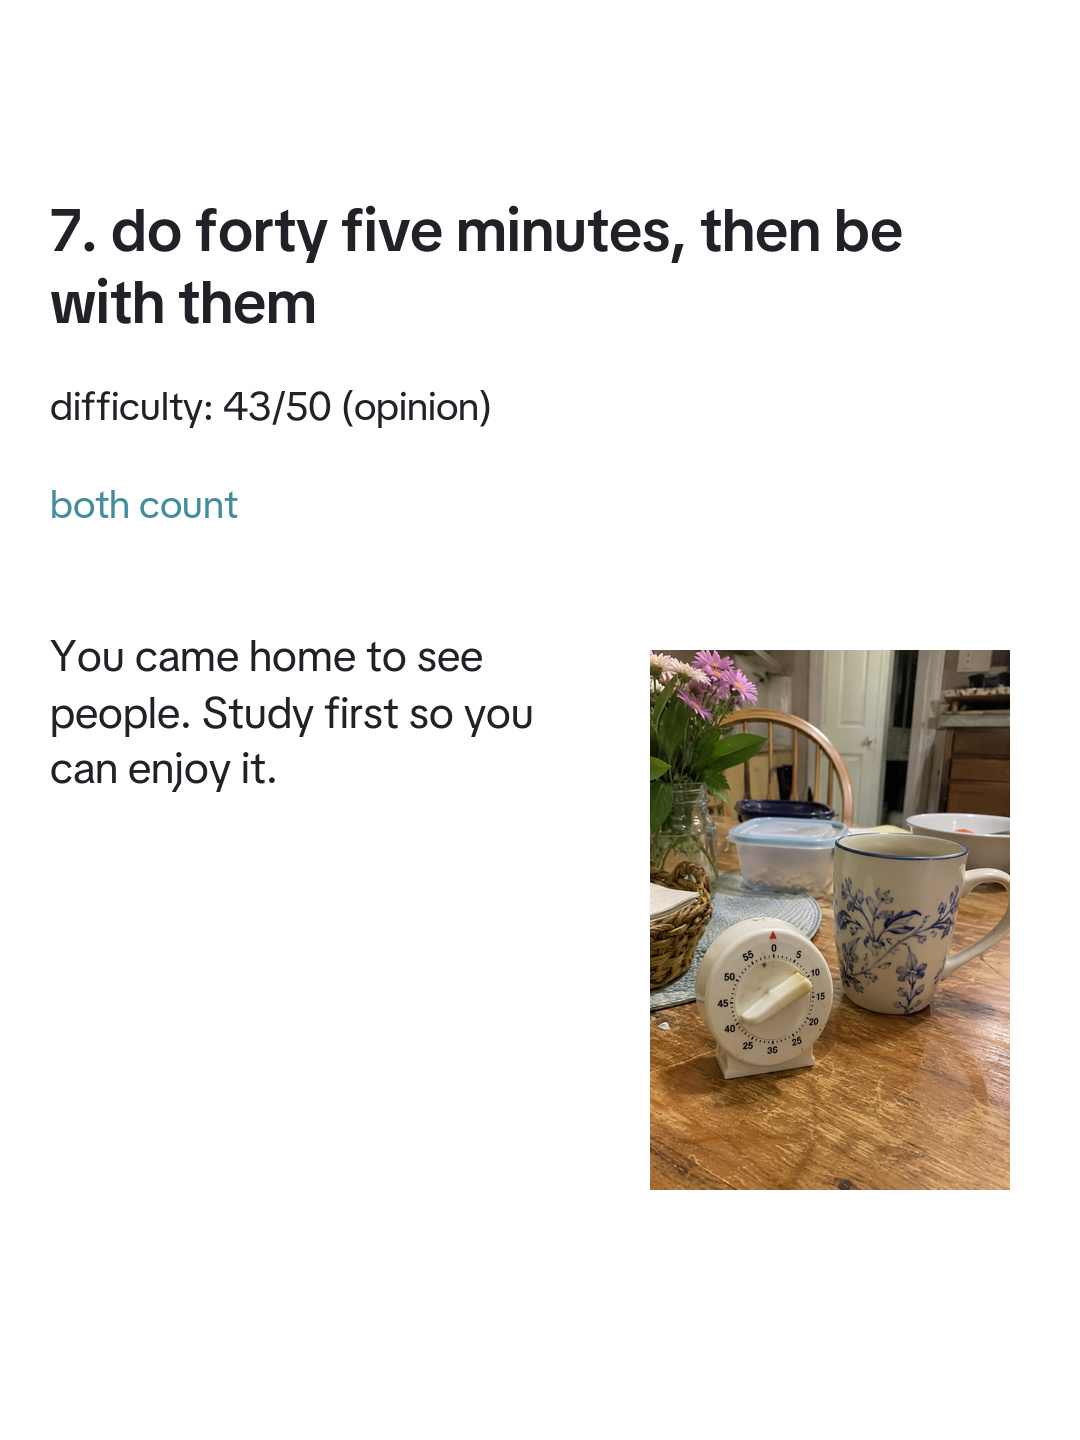 7. do forty five minutes, then be
with them
difficulty: 43/50 (opinion)
both count
You came home to see
people. Study first so you
can enjoy it.
0
5
10
15
20
25
35
25
40
45
50
55